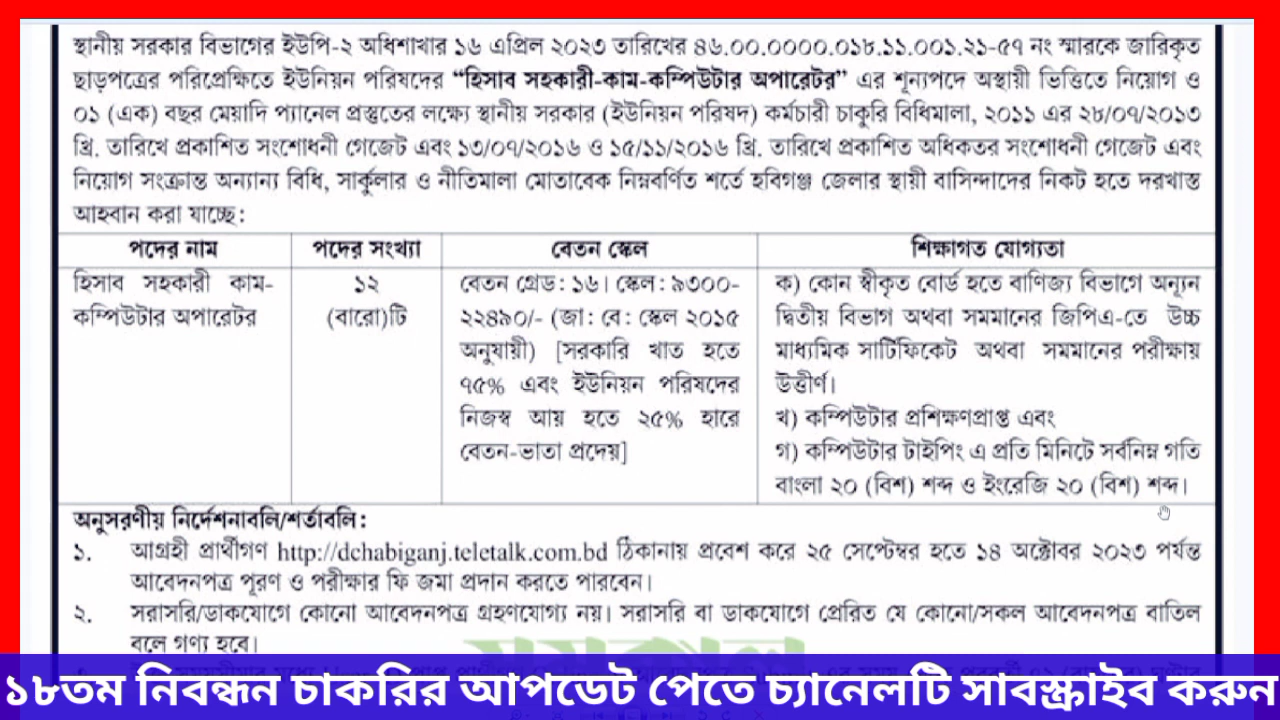 স্থানীয় সরকার বিভাগের ইউপি-২ অধিশাখার ১৬ এপ্রিল ২০২৩ তারিখের ৪৬.০০.০০০০.০১৮.১১.০০১.২১-৫৭ নং স্মারকে জারিকৃত
ছাড়পত্রের পরিপ্রেক্ষিতে ইউনিয়ন পরিষদের “হিসাব সহকারী-কাম-কম্পিউটার অপারেটর” এর শূন্যপদে অস্থায়ী ভিত্তিতে নিয়োগ ও
০১ (এক) বছর মেয়াদি প্যানেল প্রস্তুতের লক্ষ্যে স্থানীয় সরকার (ইউনিয়ন পরিষদ) কর্মচারী চাকুরি বিধিমালা, ২০১১ এর ২৮/০৭/২০১৩
খ্রি. তারিখে প্রকাশিত সংশোধনী গেজেট এবং ১৩/০৭/২০১৬ ও ১৫/১১/২০১৬ খ্রি. তারিখে প্রকাশিত অধিকতর সংশোধনী গেজেট এবং
নিয়োগ সংক্রান্ত অন্যান্য বিধি, সার্কুলার ও নীতিমালা মোতাবেক নিম্নবর্ণিত শর্তে হবিগঞ্জ জেলার স্থায়ী বাসিন্দাদের নিকট হতে দরখাস্ত
আহবান করা যাচ্ছে:
পদের নাম
পদের সংখ্যা
বেতন স্কেল
শিক্ষাগত যোগ্যতা
হিসাব সহকারী কাম-
কম্পিউটার অপারেটর
১২
(বারো)টি
বেতন গ্রেড: ১৬। স্কেল: ৯৩০০-
২২৪৯০/- (জা: বে: স্কেল ২০১৫
অনুযায়ী) [সরকারি খাত হতে
৭৫% এবং ইউনিয়ন পরিষদের
নিজস্ব আয় হতে ২৫% হারে
বেতন-ভাতা প্রদেয়]
ক) কোন স্বীকৃত বোর্ড হতে বাণিজ্য বিভাগে অন্যূন
দ্বিতীয় বিভাগ অথবা সমমানের জিপিএ-তে উচ্চ
মাধ্যমিক সার্টিফিকেট অথবা সমমানের পরীক্ষায়
উত্তীর্ণ।
খ) কম্পিউটার প্রশিক্ষণপ্রাপ্ত এবং
গ) কম্পিউটার টাইপিং এ প্রতি মিনিটে সর্বনিম্ন গতি
বাংলা ২০ (বিশ) শব্দ ও ইংরেজি ২০ (বিশ) শব্দ।
অনুসরণীয় নির্দেশনাবলি/শর্তাবলি:
১. আগ্রহী প্রার্থীগণ http://dchabiganj.teletalk.com.bd ঠিকানায় প্রবেশ করে ২৫ সেপ্টেম্বর হতে ১৪ অক্টোবর ২০২৩ পর্যন্ত
আবেদনপত্র পূরণ ও পরীক্ষার ফি জমা প্রদান করতে পারবেন।
২. সরাসরি/ডাকযোগে কোনো আবেদনপত্র গ্রহণযোগ্য নয়। সরাসরি বা ডাকযোগে প্রেরিত যে কোনো/সকল আবেদনপত্র বাতিল
বলে গণ্য হবে।
সমকাল
১৮তম নিবন্ধন চাকরির আপডেট পেতে চ্যানেলটি সাবস্ক্রাইব করুন